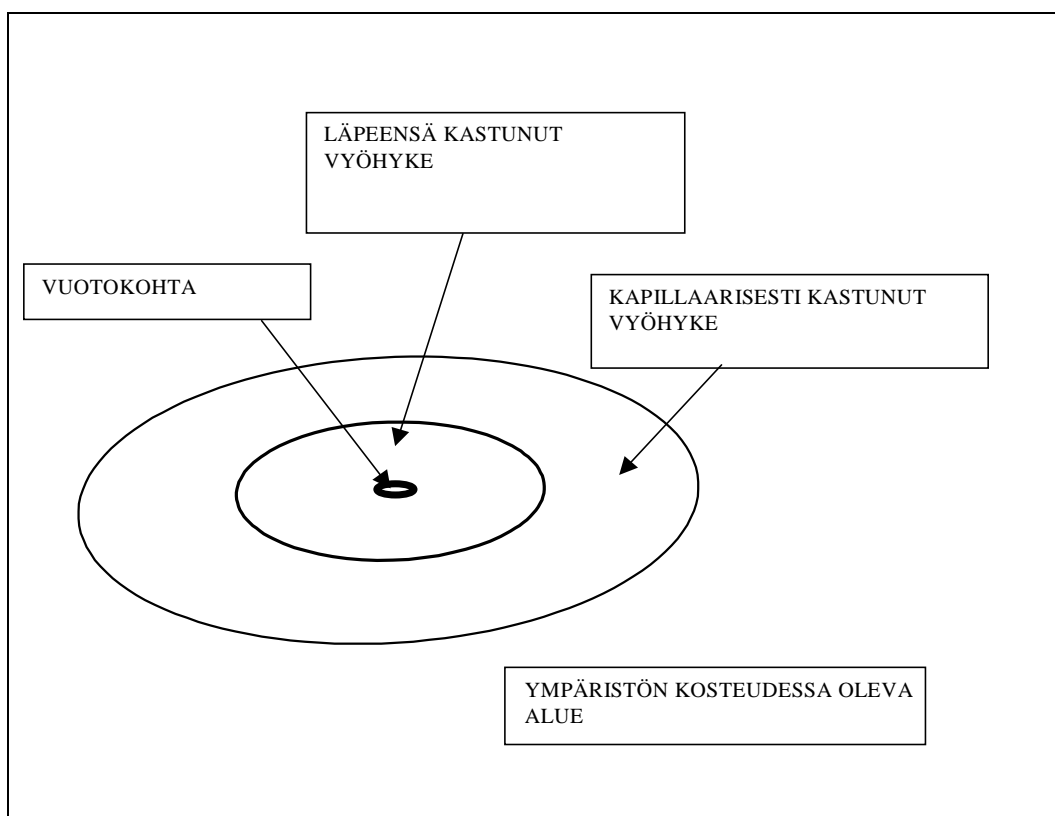 LÄPEENSÄ KASTUNUT
VYÖHYKE
VUOTOKOHTA
KAPILLAARISESTI KASTUNUT
VYÖHYKE
YMPÄRISTÖN KOSTEUDESSA OLEVA
ALUE